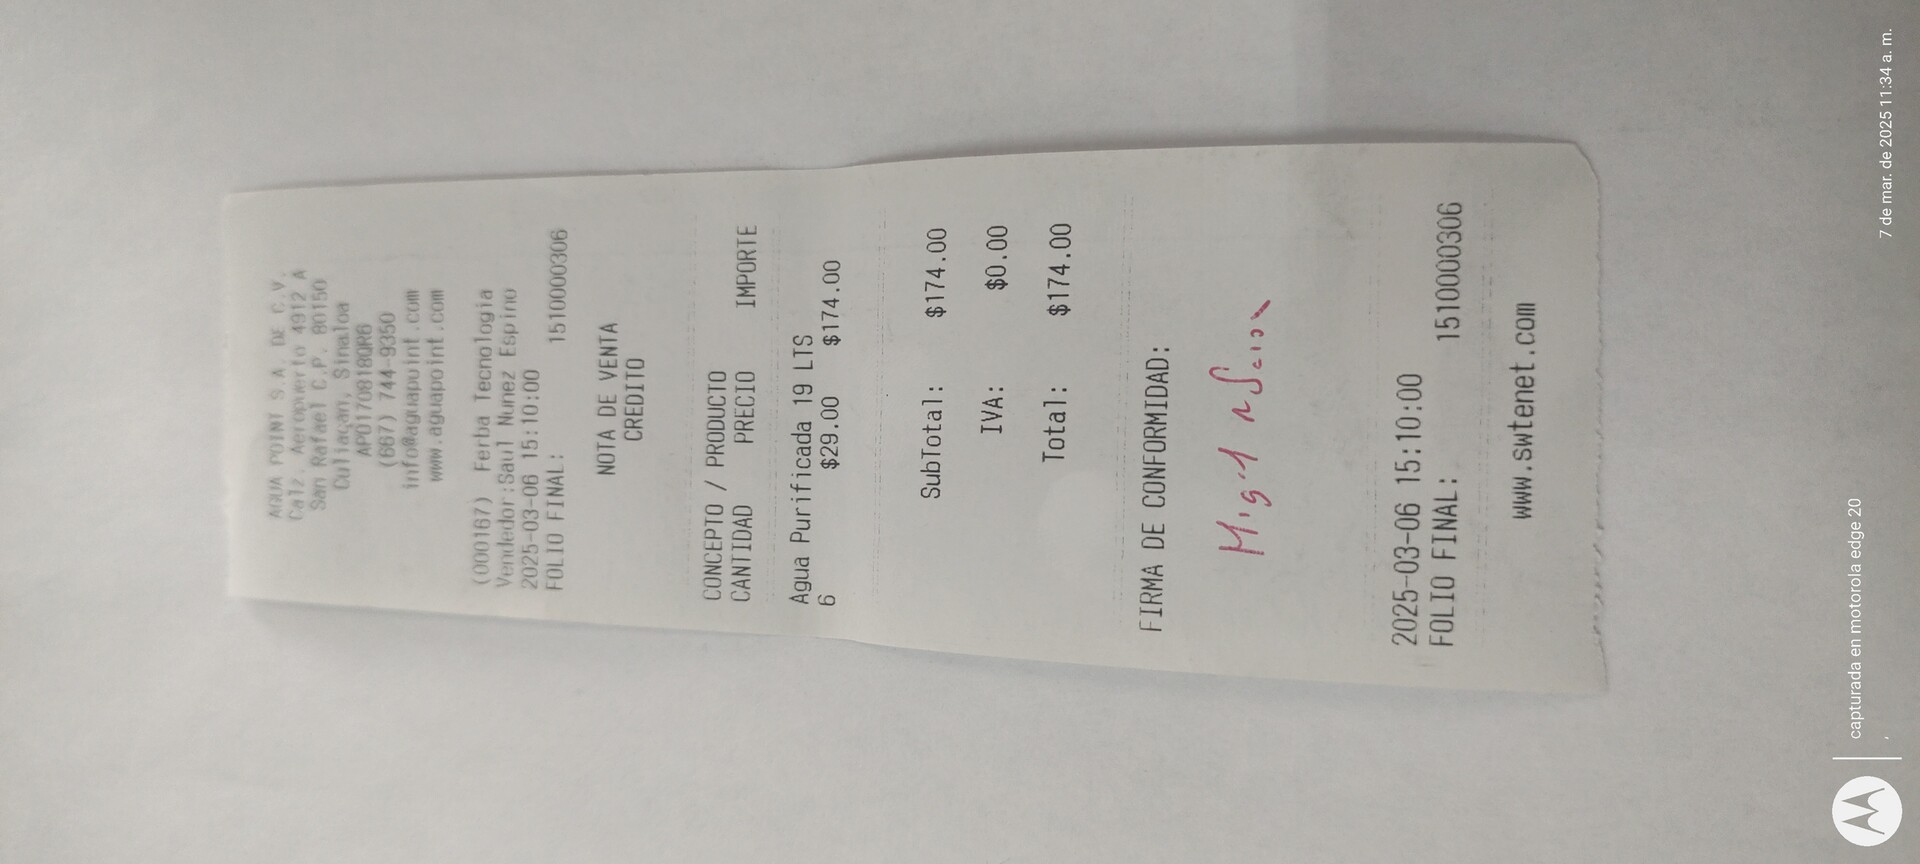 AGUA POINT S.A. DE C.V.
Calz. Aeropuerto 4912 A
San Rafael C.P. 80150
Culiacan, Sinaloa
APO170818QR6
(667) 744-9350
info@aguapoint.com
www.aguapoint.com
(000167) Ferba Tecnologia
Vendedor:Saul Nunez Espino
2025-03-06 15:10:00
FOLIO FINAL: 1510000306
NOTA DE VENTA
CREDITO
CONCEPTO / PRODUCTO
CANTIDAD PRECIO IMPORTE
Agua Purificada 19 LTS
6 $29.00 $174.00
SubTotal: $174.00
IVA: $0.00
Total: $174.00
FIRMA DE CONFORMIDAD:
2025-03-06 15:10:00
FOLIO FINAL: 1510000306
www.swtenet.com
capturada en motorola edge 20
7 de mar. de 2025 11:34 a. m.